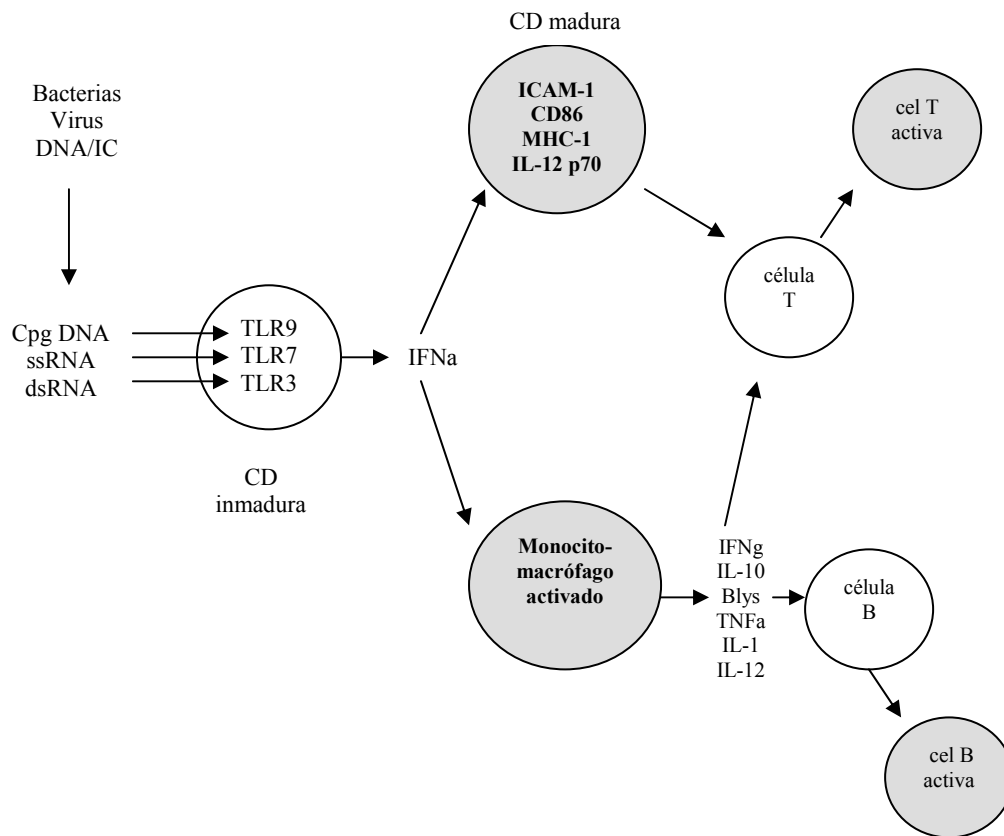 CD madura
ICAM-1
CD86
MHC-1
IL-12 p70
cel T
activa
Bacterias
Virus
DNA/IC
célula
T
Cpg DNA
ssRNA
dsRNA
TLR9
TLR7
TLR3
IFNa
CD
inmadura
Monocito-
macrófago
activado
IFNg
IL-10
Blys
TNFa
IL-1
IL-12
célula
B
cel B
activa